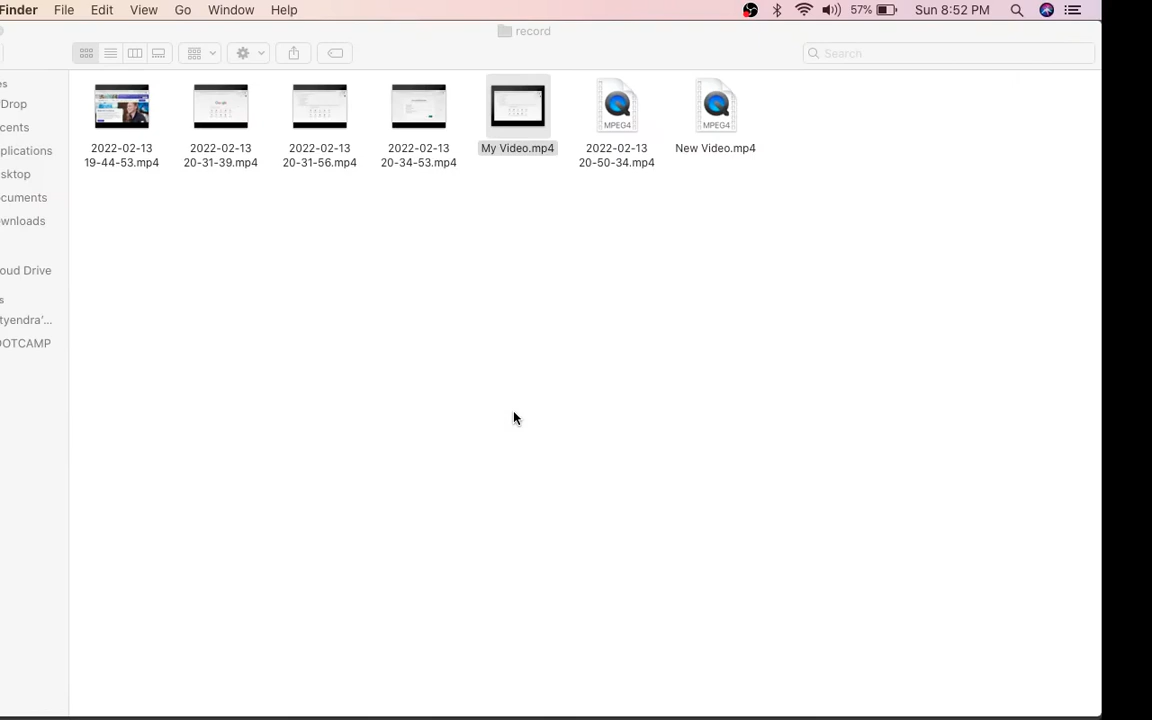 Finder File Edit View Go Window Help 57% Sun 8:52 PM
record
Search
es
Drop
cents
plications
sktop
cuments
wnloads
oud Drive
s
tyendra'...
OOTCAMP
2022-02-13
19-44-53.mp4
2022-02-13
20-31-39.mp4
2022-02-13
20-31-56.mp4
2022-02-13
20-34-53.mp4
My Video.mp4
MPEG4
2022-02-13
20-50-34.mp4
MPEG4
New Video.mp4